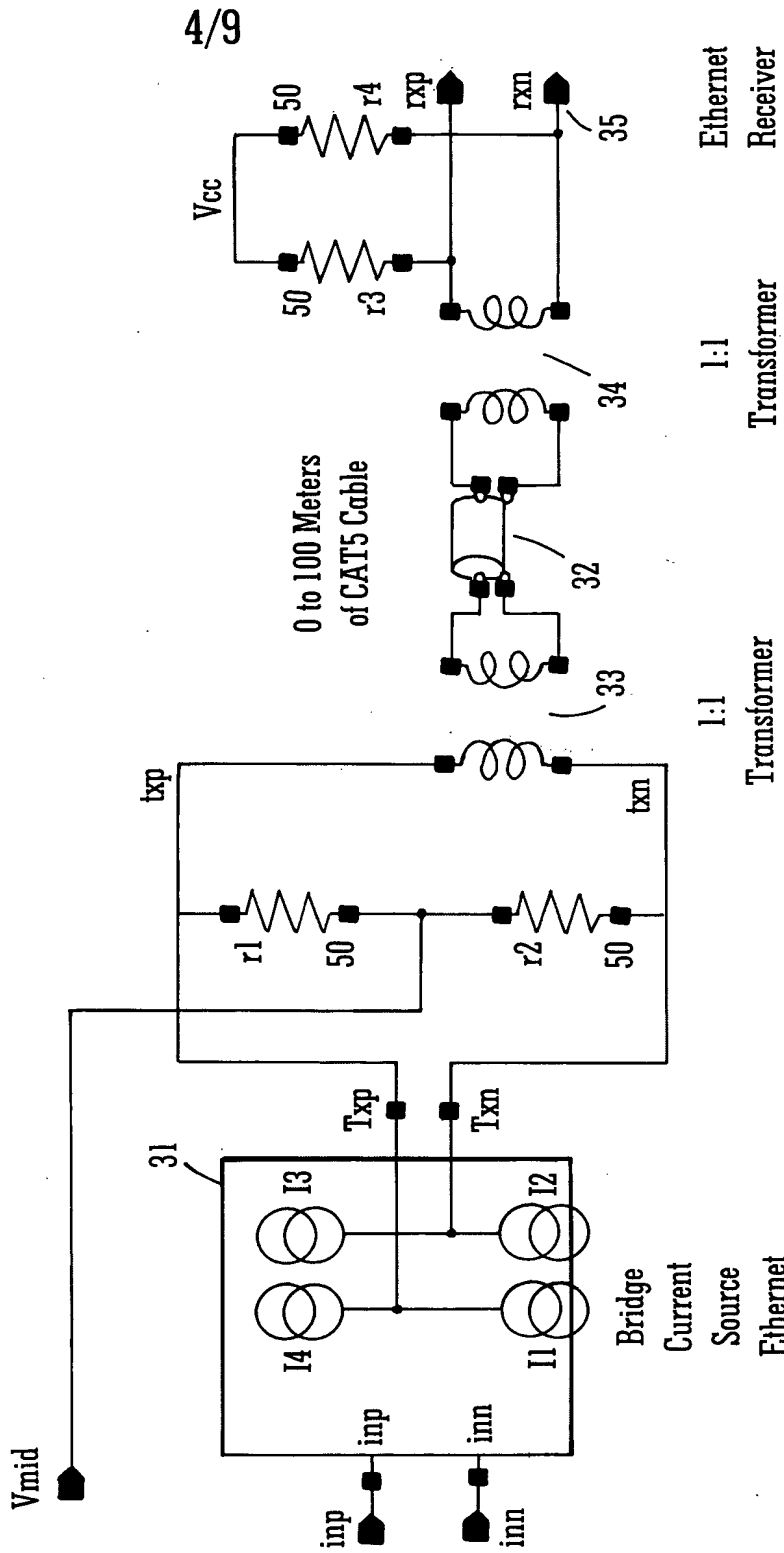 4/9
Vmid
inp
inn
inp
inn
31
I4
I3
I1
I2
Bridge
Current
Source
Ethernet
Txp
Txn
txp
txn
r1
50
r2
50
33
1:1
Transformer
0 to 100 Meters
of CAT5 Cable
32
34
1:1
Transformer
Vcc
50
r3
50
r4
rxp
rxn
35
Ethernet
Receiver